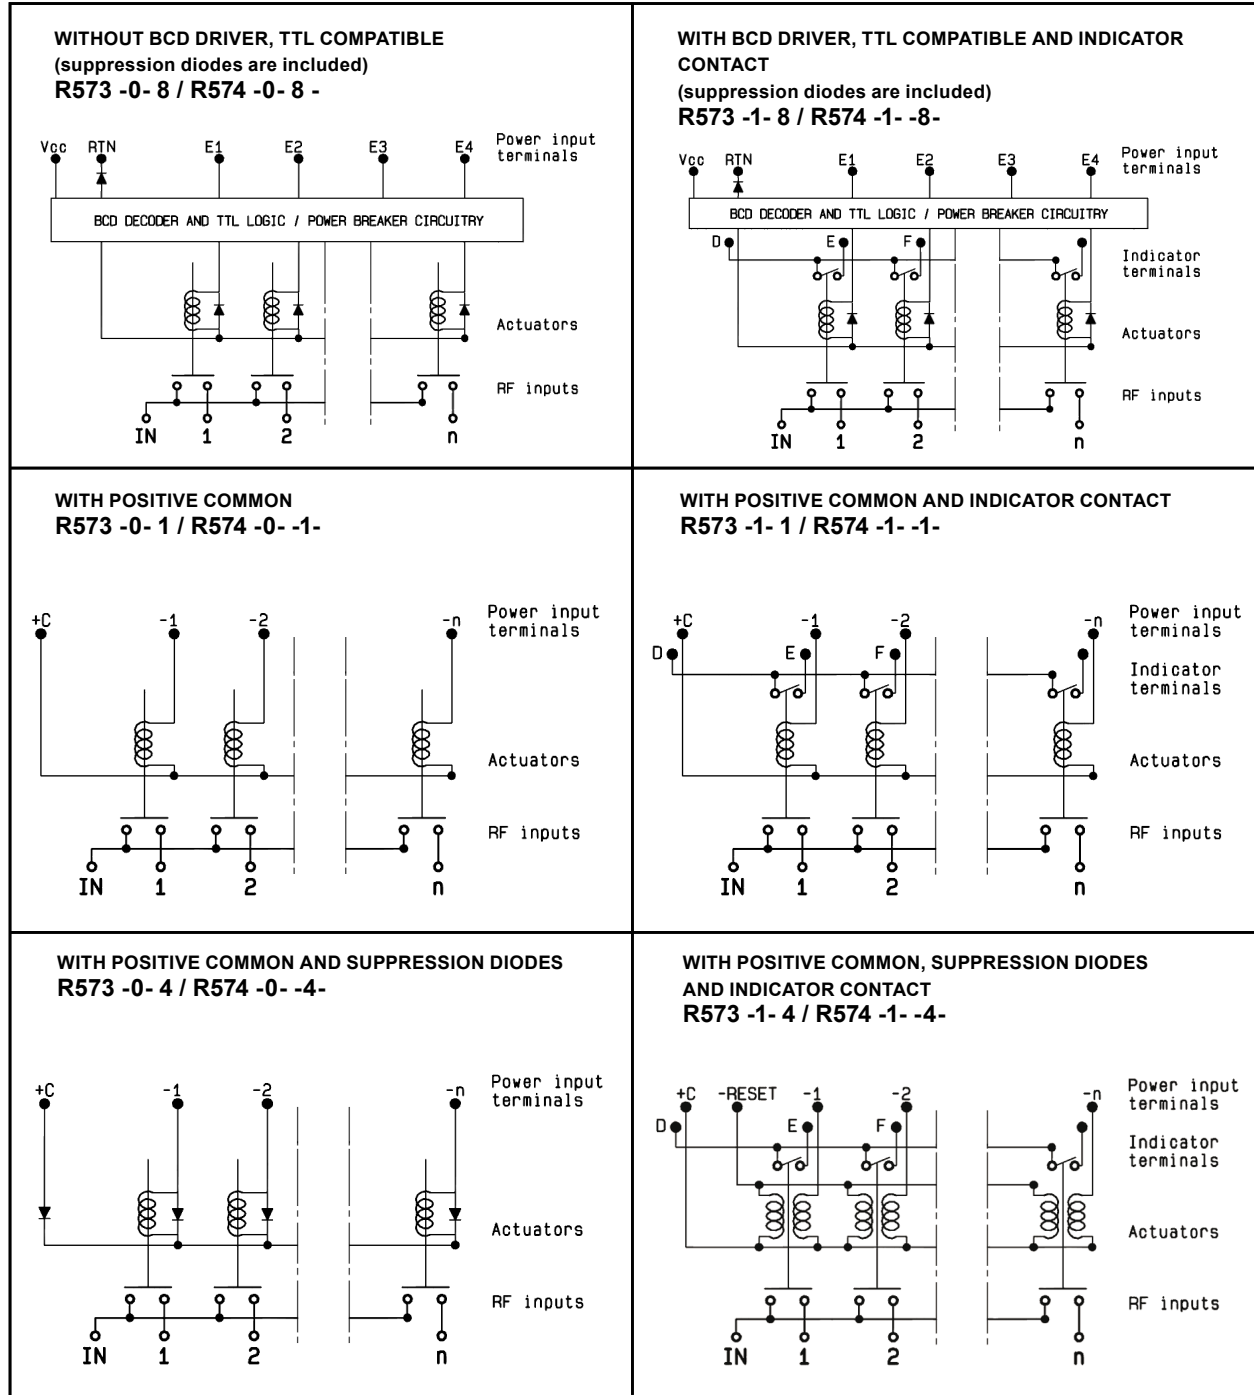 WITHOUT BCD DRIVER, TTL COMPATIBLE
(suppression diodes are included)
R573 -0- 8 / R574 -0- 8 -
Vcc RTN E1 E2 E3 E4 Power input
terminals
BCD DECODER AND TTL LOGIC / POWER BREAKER CIRCUITRY
Actuators
RF inputs
IN 1 2 n
WITH BCD DRIVER, TTL COMPATIBLE AND INDICATOR
CONTACT
(suppression diodes are included)
R573 -1- 8 / R574 -1- -8-
Vcc RTN E1 E2 E3 E4 Power input
terminals
BCD DECODER AND TTL LOGIC / POWER BREAKER CIRCUITRY
D E F Indicator
terminals
Actuators
RF inputs
IN 1 2 n
WITH POSITIVE COMMON
R573 -0- 1 / R574 -0- -1-
+C -1 -2 -n Power input
terminals
Actuators
RF inputs
IN 1 2 n
WITH POSITIVE COMMON AND INDICATOR CONTACT
R573 -1- 1 / R574 -1- -1-
+C -1 -2 -n Power input
terminals
D E F Indicator
terminals
Actuators
RF inputs
IN 1 2 n
WITH POSITIVE COMMON AND SUPPRESSION DIODES
R573 -0- 4 / R574 -0- -4-
+C -1 -2 -n Power input
terminals
Actuators
RF inputs
IN 1 2 n
WITH POSITIVE COMMON, SUPPRESSION DIODES
AND INDICATOR CONTACT
R573 -1- 4 / R574 -1- -4-
+C -RESET -1 -2 -n Power input
terminals
D E F Indicator
terminals
Actuators
RF inputs
IN 1 2 n